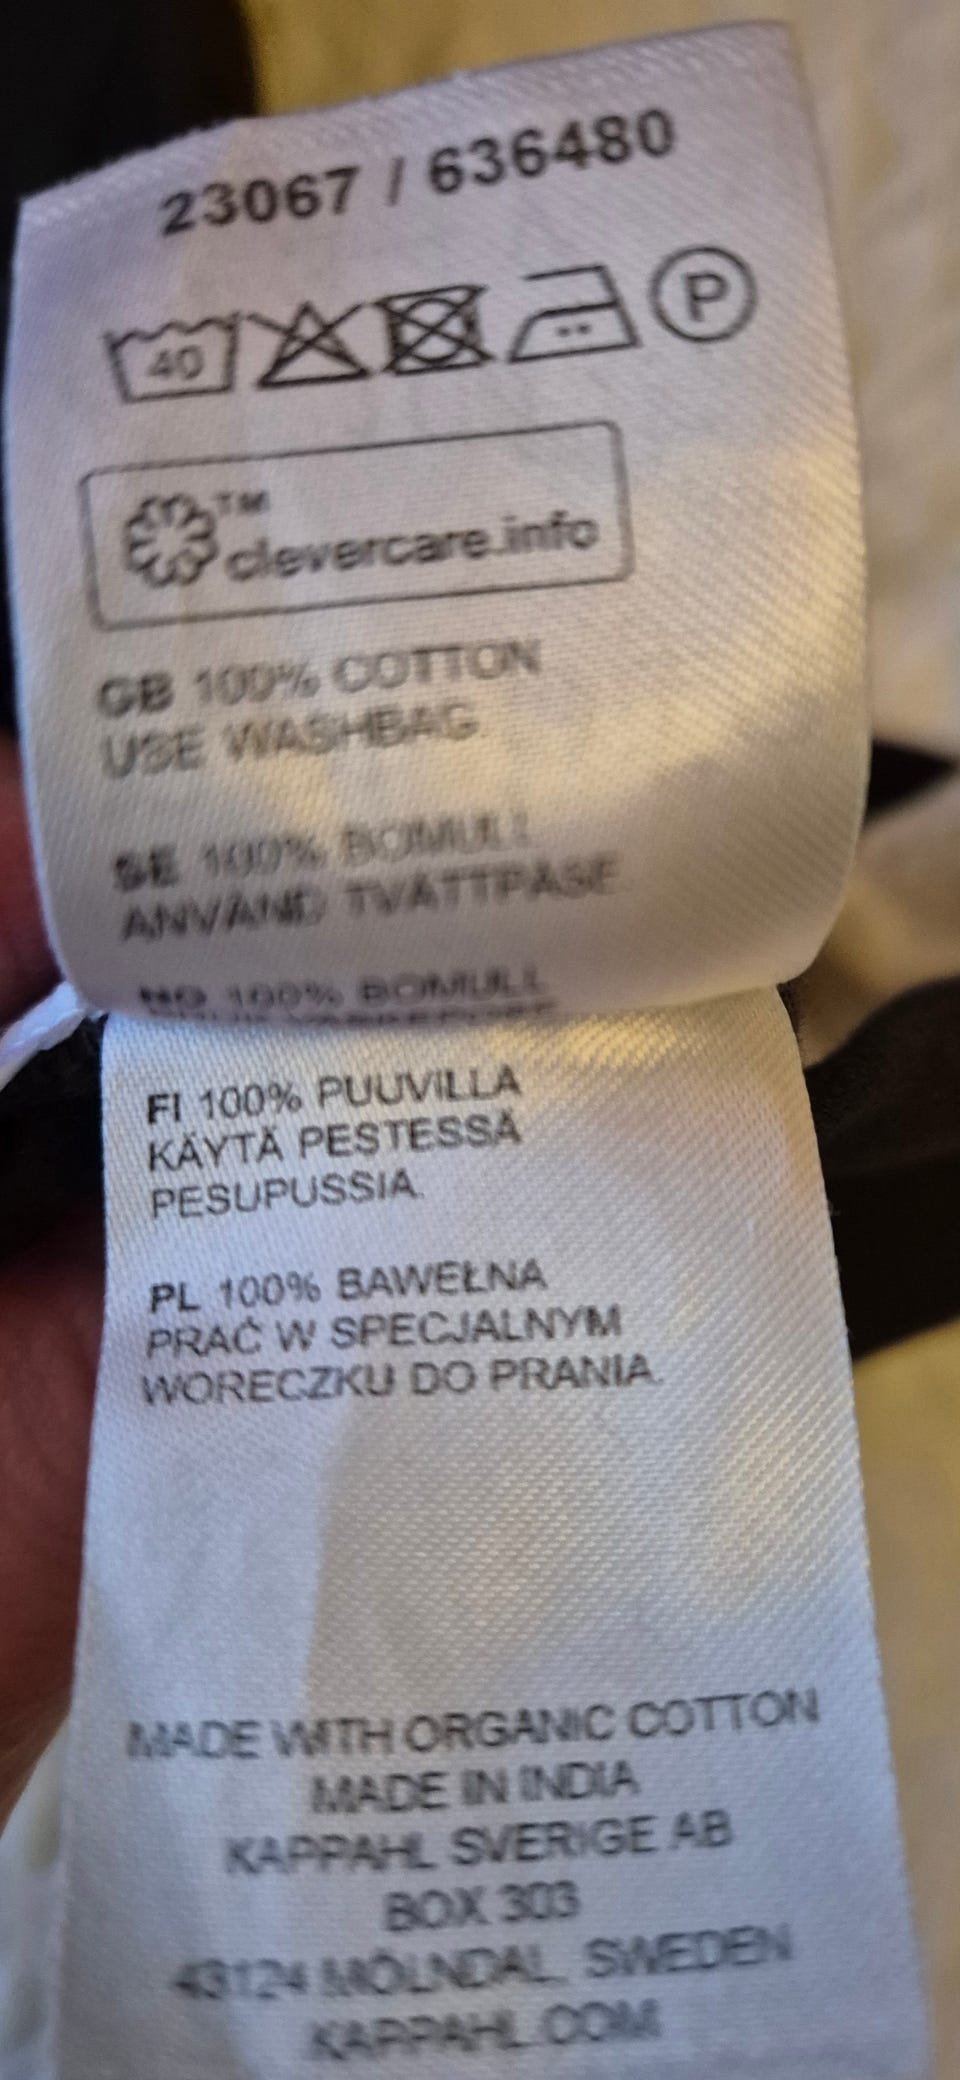 23067 / 636480
40
P
TM
clevercare.info
GB 100% COTTON
USE WASHBAG
SE 100% BOMULL
ANVÄND TVÄTTPÅSE
NO 100% BOMULL
FI 100% PUUVILLA
KÄYTÄ PESTESSÄ
PESUPUSSIA.
PL 100% BAWEŁNA
PRAĆ W SPECJALNYM
WORECZKU DO PRANIA.
MADE WITH ORGANIC COTTON
MADE IN INDIA
KAPPAHL SVERIGE AB
BOX 303
43124 MÖLNDAL, SWEDEN
KAPPAHL.COM